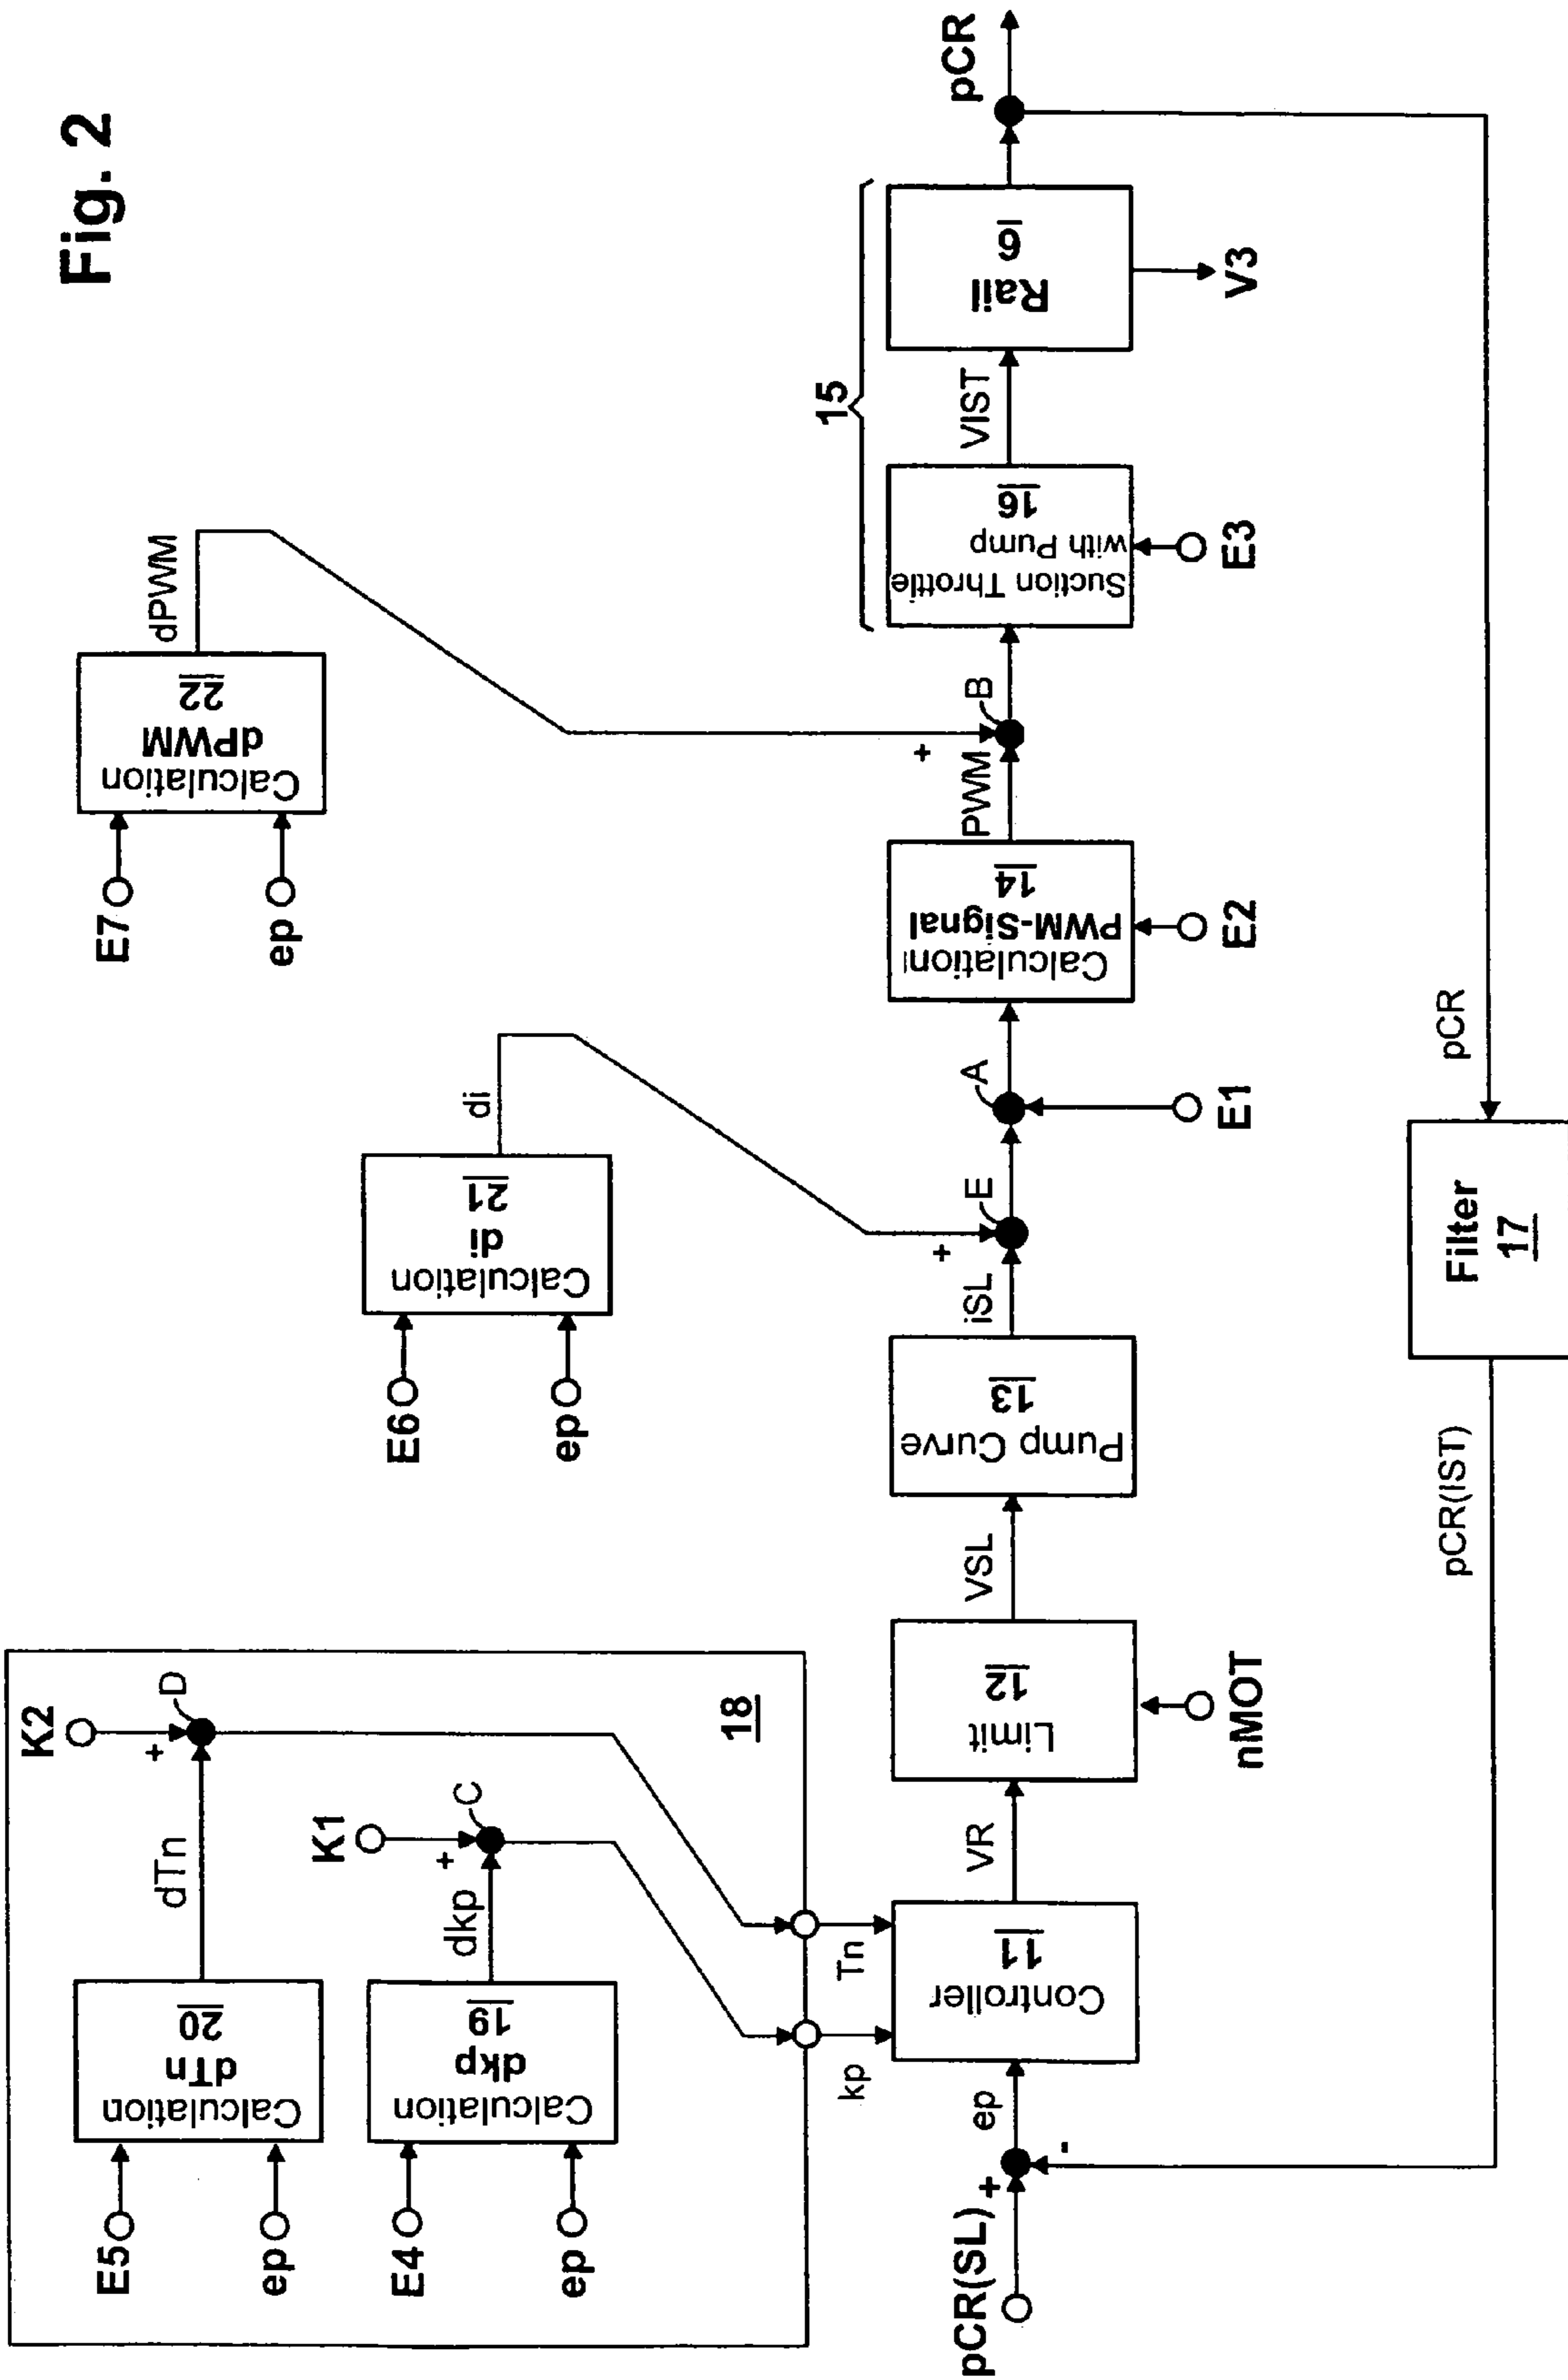 Fig. 2
K2
+
D
dTn
Calculation
dTn
20
E5
ep
K1
+
C
dkp
Calculation
dkp
19
E4
ep
18
Tn
kp
E7
ep
Calculation
dPWM
22
dPWM
E6
ep
Calculation
di
21
di
pCR(SL)
+
-
ep
Controller
11
VR
Limit
12
nMOT
VSL
Pump Curve
13
iSL
+
E
A
E1
Calculation
PWM-Signal
14
E2
PWM
+
B
15
Suction Throttle
with Pump
16
E3
VIST
Rail
6
V3
pCR
pCR
Filter
17
pCR(IST)